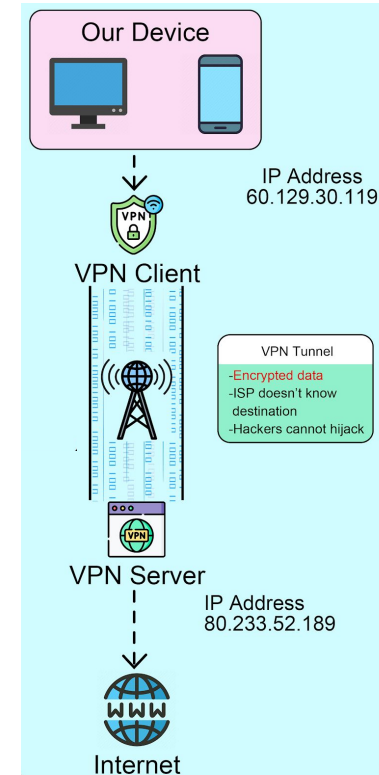 Our Device
IP Address
60.129.30.119
VPN
VPN Client
VPN Tunnel
-Encrypted data
-ISP doesn't know
destination
-Hackers cannot hijack
VPN
VPN Server
IP Address
80.233.52.189
WWW
Internet